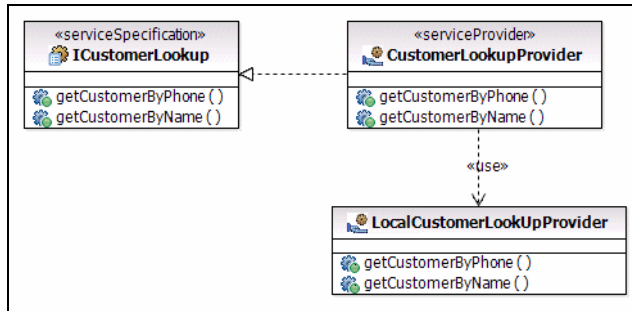 «serviceSpecification»
ICustomerLookup
getCustomerByPhone ( )
getCustomerByName ( )
«serviceProvider»
CustomerLookupProvider
getCustomerByPhone ( )
getCustomerByName ( )
«use»
LocalCustomerLookUpProvider
getCustomerByPhone ( )
getCustomerByName ( )